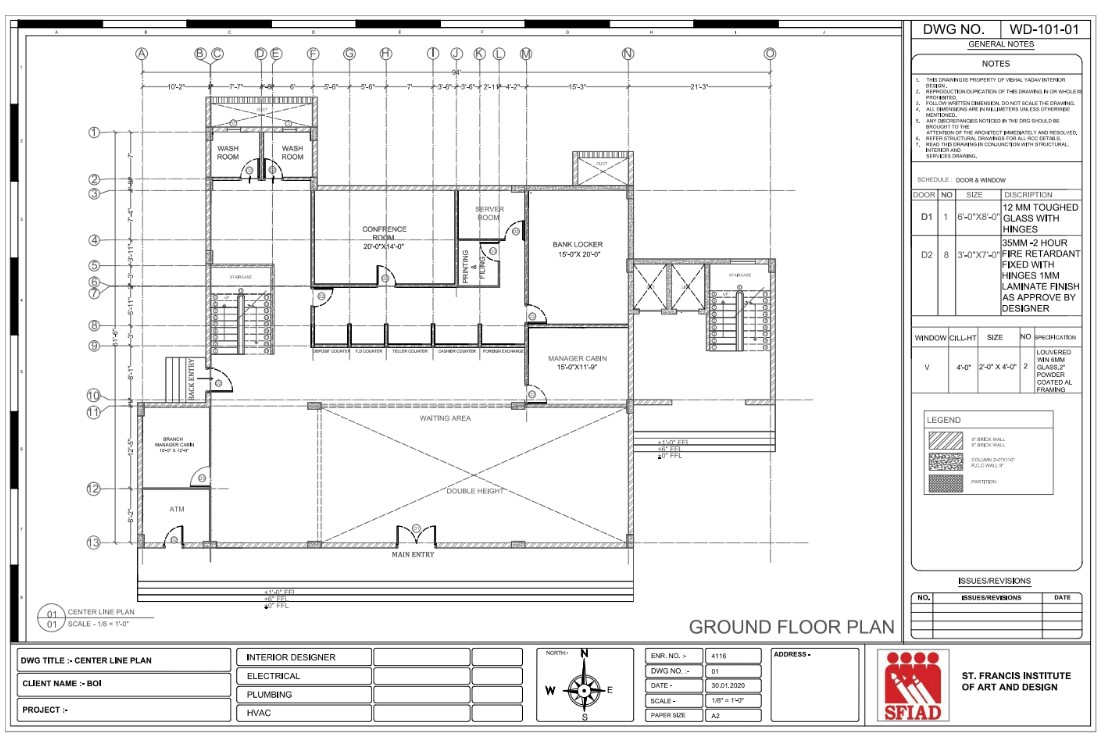 DWG NO.
WD-101-01
GENERAL NOTES
NOTES
1. THIS DRAWING IS PROPERTY OF VISHAL YADAV INTERIOR
DESIGN.
2. REPRODUCTION DUPICATION OF THIS DRAWING IN OR WHOLE IS
PROHIBITED.
3. FOLLOW WRITTEN DIMENSION, DO NOT SCALE THE DRAWING.
4. ALL DIMENSIONS ARE IN MILLIMETERS UNLESS OTHERWISE
MENTIONED.
5. ANY DISCREPANCIES NOTICED IN THE DRG SHOULD BE
BROUGHT TO THE
ATTENTION OF THE ARCHITECT IMMEDIATELY AND RESOLVED.
6. REFER STRUCTURAL DRAWINGS FOR ALL RCC DETAILS.
7. READ THIS DRAWING IN CONJUNCTION WITH STRUCTURAL,
INTERIOR AND
SERVICES DRAWING.
SCHEDULE : DOOR & WINDOW
DOOR NO SIZE DISCRIPTION
D1 1 6'-0"X8'-0" 12 MM TOUGHED
GLASS WITH
HINGES
D2 8 3'-0"X7'-0" 35MM -2 HOUR
FIRE RETARDANT
FIXED WITH
HINGES 1MM
LAMINATE FINISH
AS APPROVE BY
DESIGNER
WINDOW CILL-HT SIZE NO SPECIFICATION
V 4'-0" 2'-0" X 4'-0" 2 LOUVERED
WIN 6MM
GLASS,2"
POWDER
COATED AL
FRAMING
LEGEND
9" BRICK WALL
6" BRICK WALL
COLUMN 2'-0"X1'-0"
R.C.C WALL 9"
PARTITION
ISSUES/REVISIONS
NO. ISSUES/REVISIONS DATE
A B C D E F G H I J K L M N O
94'
10'-2" 7'-7" 6' 5'-6" 5'-6" 7' 3'-6" 3'-6" 2'-11" 4'-2" 15'-3" 21'-3"
1
2
3
4
5
6
7
8
9
10
11
12
13
7'
7'-4"
3'-11"
5'-11"
3'
6'-1"
12'-5"
6'-2"
61'-6"
DUCT
WASH
ROOM
WASH
ROOM
DUCT
CONFRENCE
ROOM
20'-0"X14'-0"
SERVER
ROOM
PRINTING
&
FILING
BANK LOCKER
15'-0"X 20'-0"
STAIRCASE
UP
LIFT
LIFT
STAIRCASE
UP
DEPOSIT COUNTER
F.D COUNTER
TELLER COUNTER
CASHIER COUNTER
FOREIGN EXCHANGE
MANAGER CABIN
15'-0"X11'-9"
BACK ENTRY
WAITING AREA
BRANCH
MANAGER CABIN
10'-0" X 12'-0"
DOUBLE HEIGHT
ATM
MAIN ENTRY
+1'-0" FFL
+6" FFL
±0" FFL
+1'-0" FFL
+6" FFL
±0" FFL
01
01
CENTER LINE PLAN
SCALE - 1/8 = 1'-0"
GROUND FLOOR PLAN
DWG TITLE :- CENTER LINE PLAN
CLIENT NAME :- BOI
PROJECT :-
INTERIOR DESIGNER
ELECTRICAL
PLUMBING
HVAC
NORTH:-
N
W
E
S
ENR. NO. :- 4116
DWG NO. :- 01
DATE - 30.01.2020
SCALE - 1/8" = 1'-0"
PAPER SIZE A2
ADDRESS -
SFIAD
ST. FRANCIS INSTITUTE
OF ART AND DESIGN